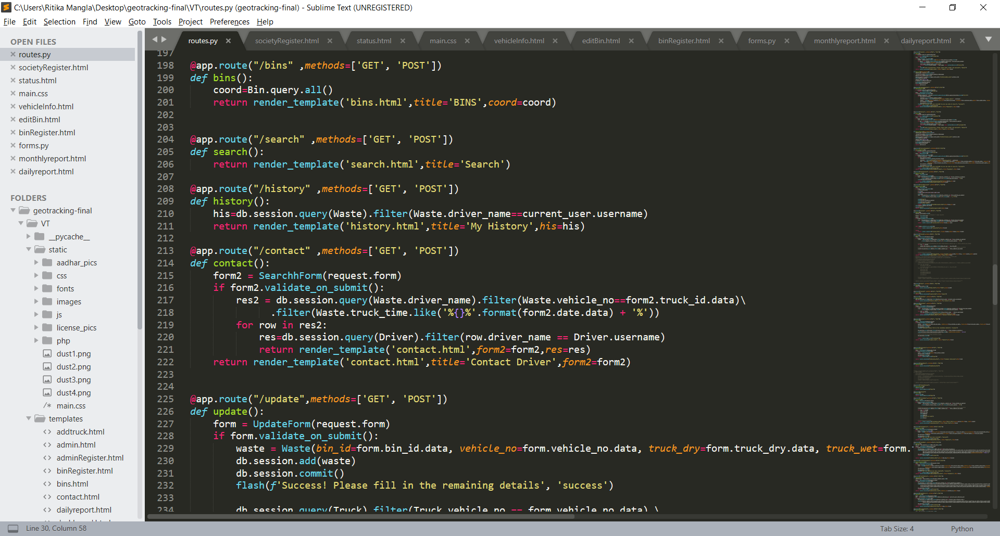 C:\Users\Ritika Mangla\Desktop\geotracking-final\VT\routes.py (geotracking-final) - Sublime Text (UNREGISTERED)
File Edit Selection Find View Goto Tools Project Preferences Help
OPEN FILES
routes.py
societyRegister.html
status.html
main.css
vehicleInfo.html
editBin.html
binRegister.html
forms.py
monthlyreport.html
dailyreport.html
FOLDERS
geotracking-final
VT
__pycache__
static
aadhar_pics
css
fonts
images
js
license_pics
php
dust1.png
dust2.png
dust3.png
dust4.png
/* main.css
templates
<> addtruck.html
<> admin.html
<> adminRegister.html
<> binRegister.html
<> bins.html
<> contact.html
<> dailyreport.html
routes.py societyRegister.html status.html main.css vehicleInfo.html editBin.html binRegister.html forms.py monthlyreport.html dailyreport.html
197
198 @app.route("/bins" ,methods=['GET', 'POST'])
199 def bins():
200     coord=Bin.query.all()
201     return render_template('bins.html',title='BINS',coord=coord)
202
203
204 @app.route("/search" ,methods=['GET', 'POST'])
205 def search():
206     return render_template('search.html',title='Search')
207
208 @app.route("/history" ,methods=['GET', 'POST'])
209 def history():
210     his=db.session.query(Waste).filter(Waste.driver_name==current_user.username)
211     return render_template('history.html',title='My History',his=his)
212
213 @app.route("/contact" ,methods=['GET', 'POST'])
214 def contact():
215     form2 = SearchhForm(request.form)
216     if form2.validate_on_submit():
217         res2 = db.session.query(Waste.driver_name).filter(Waste.vehicle_no==form2.truck_id.data)\
218               .filter(Waste.truck_time.like('%{}%'.format(form2.date.data) + '%'))
219         for row in res2:
220             res=db.session.query(Driver).filter(row.driver_name == Driver.username)
221             return render_template('contact.html',form2=form2,res=res)
222     return render_template('contact.html',title='Contact Driver',form2=form2)
223
224
225 @app.route("/update",methods=['GET', 'POST'])
226 def update():
227     form = UpdateForm(request.form)
228     if form.validate_on_submit():
229         waste = Waste(bin_id=form.bin_id.data, vehicle_no=form.vehicle_no.data, truck_dry=form.truck_dry.data, truck_wet=form.
230         db.session.add(waste)
231         db.session.commit()
232         flash(f'Success! Please fill in the remaining details', 'success')
233
234         db.session.query(Truck).filter(Truck.vehicle_no == form.vehicle_no.data) \
Line 30, Column 58
Tab Size: 4
Python